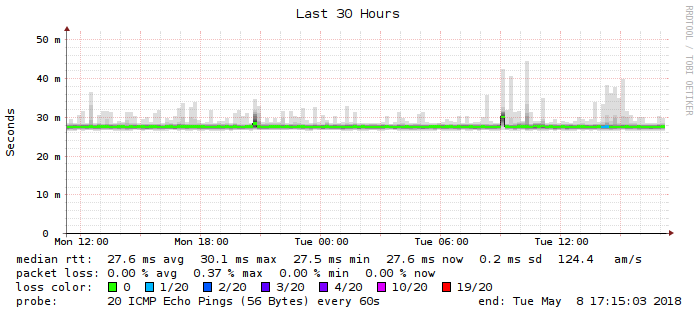 Last 30 Hours
RRDTOOL / TOBI OETIKER
Seconds
50 m
40 m
30 m
20 m
10 m
0
Mon 12:00 Mon 18:00 Tue 00:00 Tue 06:00 Tue 12:00
median rtt: 27.6 ms avg 30.1 ms max 27.5 ms min 27.6 ms now 0.2 ms sd 124.4 am/s
packet loss: 0.00 % avg 0.37 % max 0.00 % min 0.00 % now
loss color: 0 1/20 2/20 3/20 4/20 10/20 19/20
probe: 20 ICMP Echo Pings (56 Bytes) every 60s end: Tue May 8 17:15:03 2018